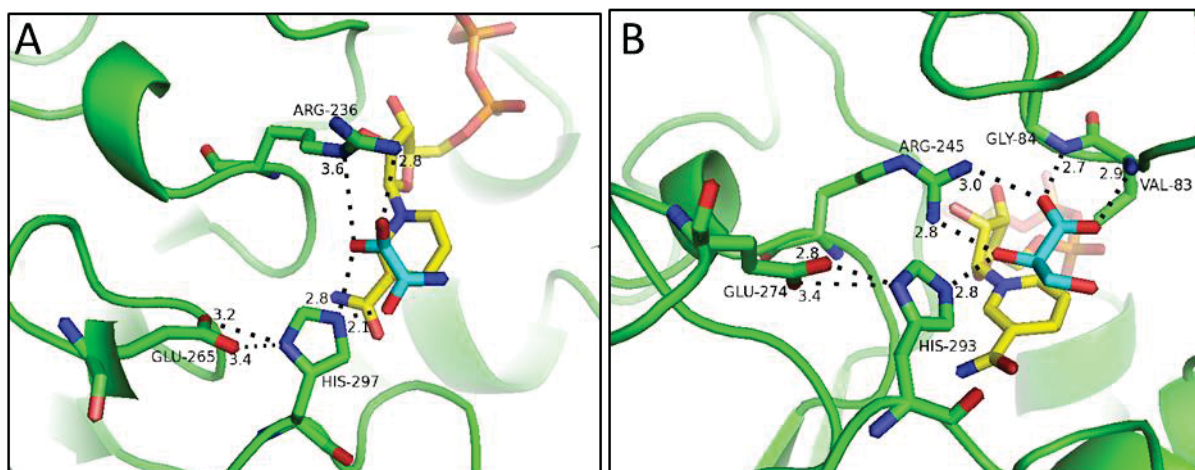 A
ARG-236
3.6
2.8
2.8
2.1
3.2
GLU-265
3.4
HIS-297
B
ARG-245
GLY-84
2.7
2.9
VAL-83
3.0
2.8
2.8
GLU-274
3.4
2.8
HIS-293